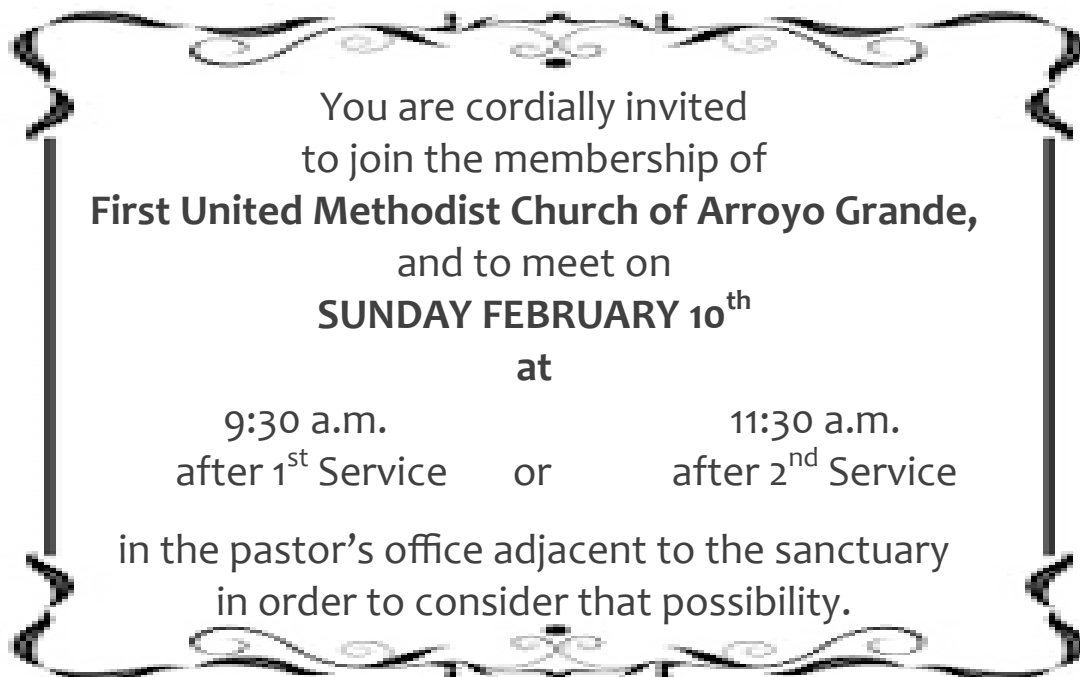 You are cordially invited
to join the membership of
First United Methodist Church of Arroyo Grande,
and to meet on
SUNDAY FEBRUARY 10th
at
9:30 a.m. 11:30 a.m.
after 1st Service or after 2nd Service
in the pastor’s office adjacent to the sanctuary
in order to consider that possibility.